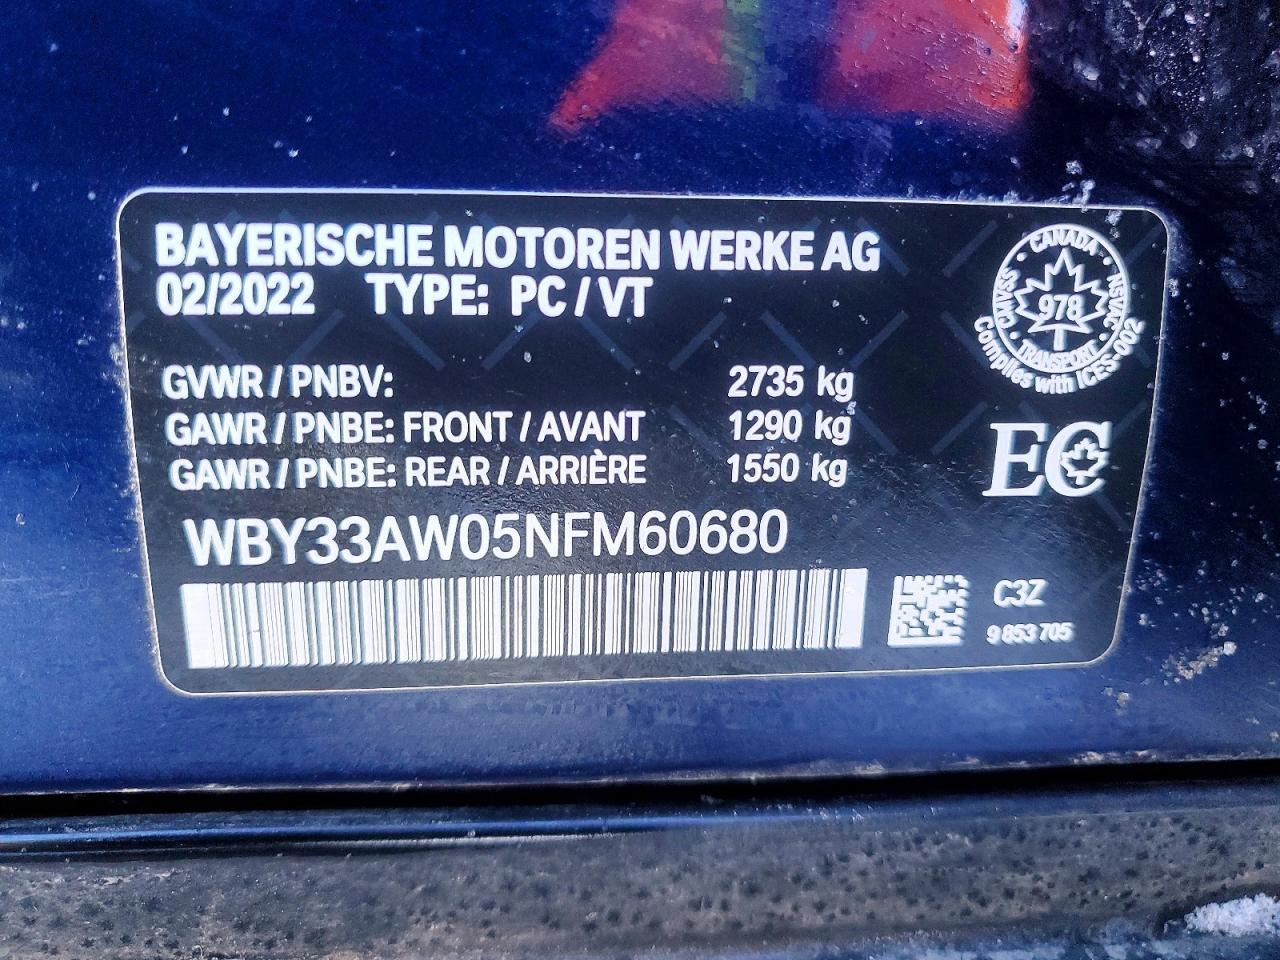 BAYERISCHE MOTOREN WERKE AG
02/2022 TYPE: PC / VT
GVWR / PNBV: 2735 kg
GAWR / PNBE: FRONT / AVANT 1290 kg
GAWR / PNBE: REAR / ARRIÈRE 1550 kg
WBY33AW05NFM60680
CANADA
CMVSS NSVAC
978
TRANSPORT
Complies with ICES-002
EC
C3Z
9 853 705